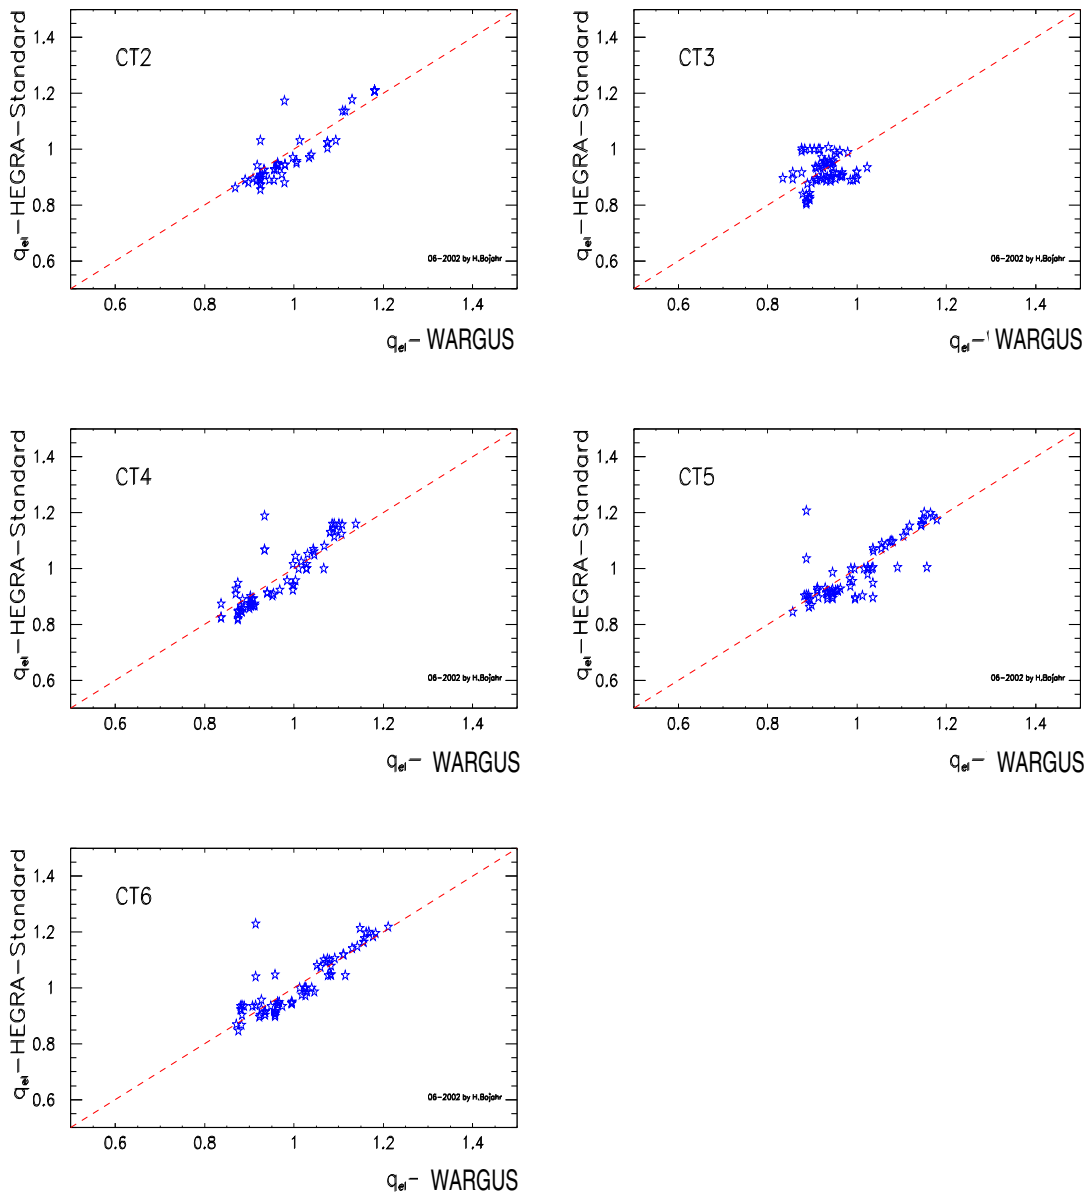 q_el-HEGRA-Standard
1.4
1.2
1
0.8
0.6
CT2
06-2002 by H.Bojahr
0.6 0.8 1 1.2 1.4
q_el- WARGUS
q_el-HEGRA-Standard
1.4
1.2
1
0.8
0.6
CT3
06-2002 by H.Bojahr
0.6 0.8 1 1.2 1.4
q_el- WARGUS
q_el-HEGRA-Standard
1.4
1.2
1
0.8
0.6
CT4
06-2002 by H.Bojahr
0.6 0.8 1 1.2 1.4
q_el- WARGUS
q_el-HEGRA-Standard
1.4
1.2
1
0.8
0.6
CT5
06-2002 by H.Bojahr
0.6 0.8 1 1.2 1.4
q_el- WARGUS
q_el-HEGRA-Standard
1.4
1.2
1
0.8
0.6
CT6
06-2002 by H.Bojahr
0.6 0.8 1 1.2 1.4
q_el- WARGUS